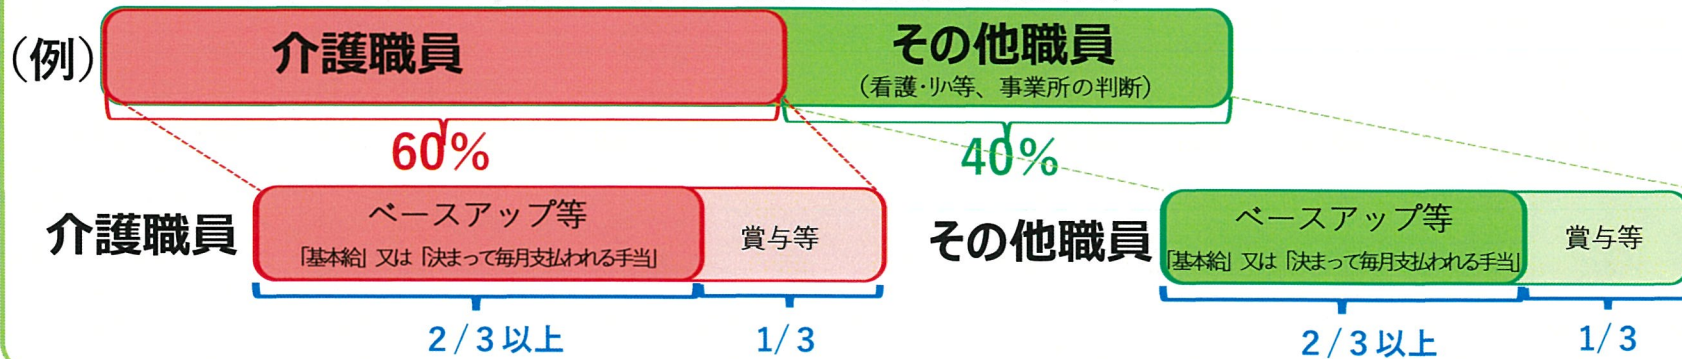 (例)
介護職員
その他職員
(看護・リハ等、事業所の判断)
60%
40%
介護職員
ベースアップ等
「基本給」又は「決まって毎月支払われる手当」
賞与等
その他職員
ベースアップ等
「基本給」又は「決まって毎月支払われる手当」
賞与等
2/3以上
1/3
2/3以上
1/3